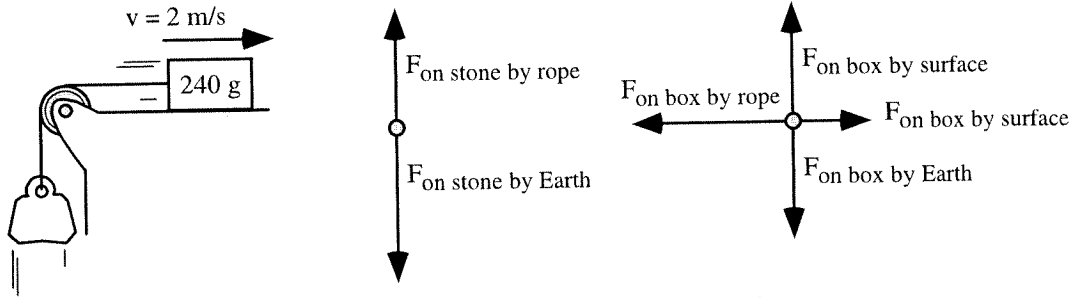 v = 2 m/s
240 g
F on stone by rope
F on stone by Earth
F on box by surface
F on box by rope
F on box by surface
F on box by Earth